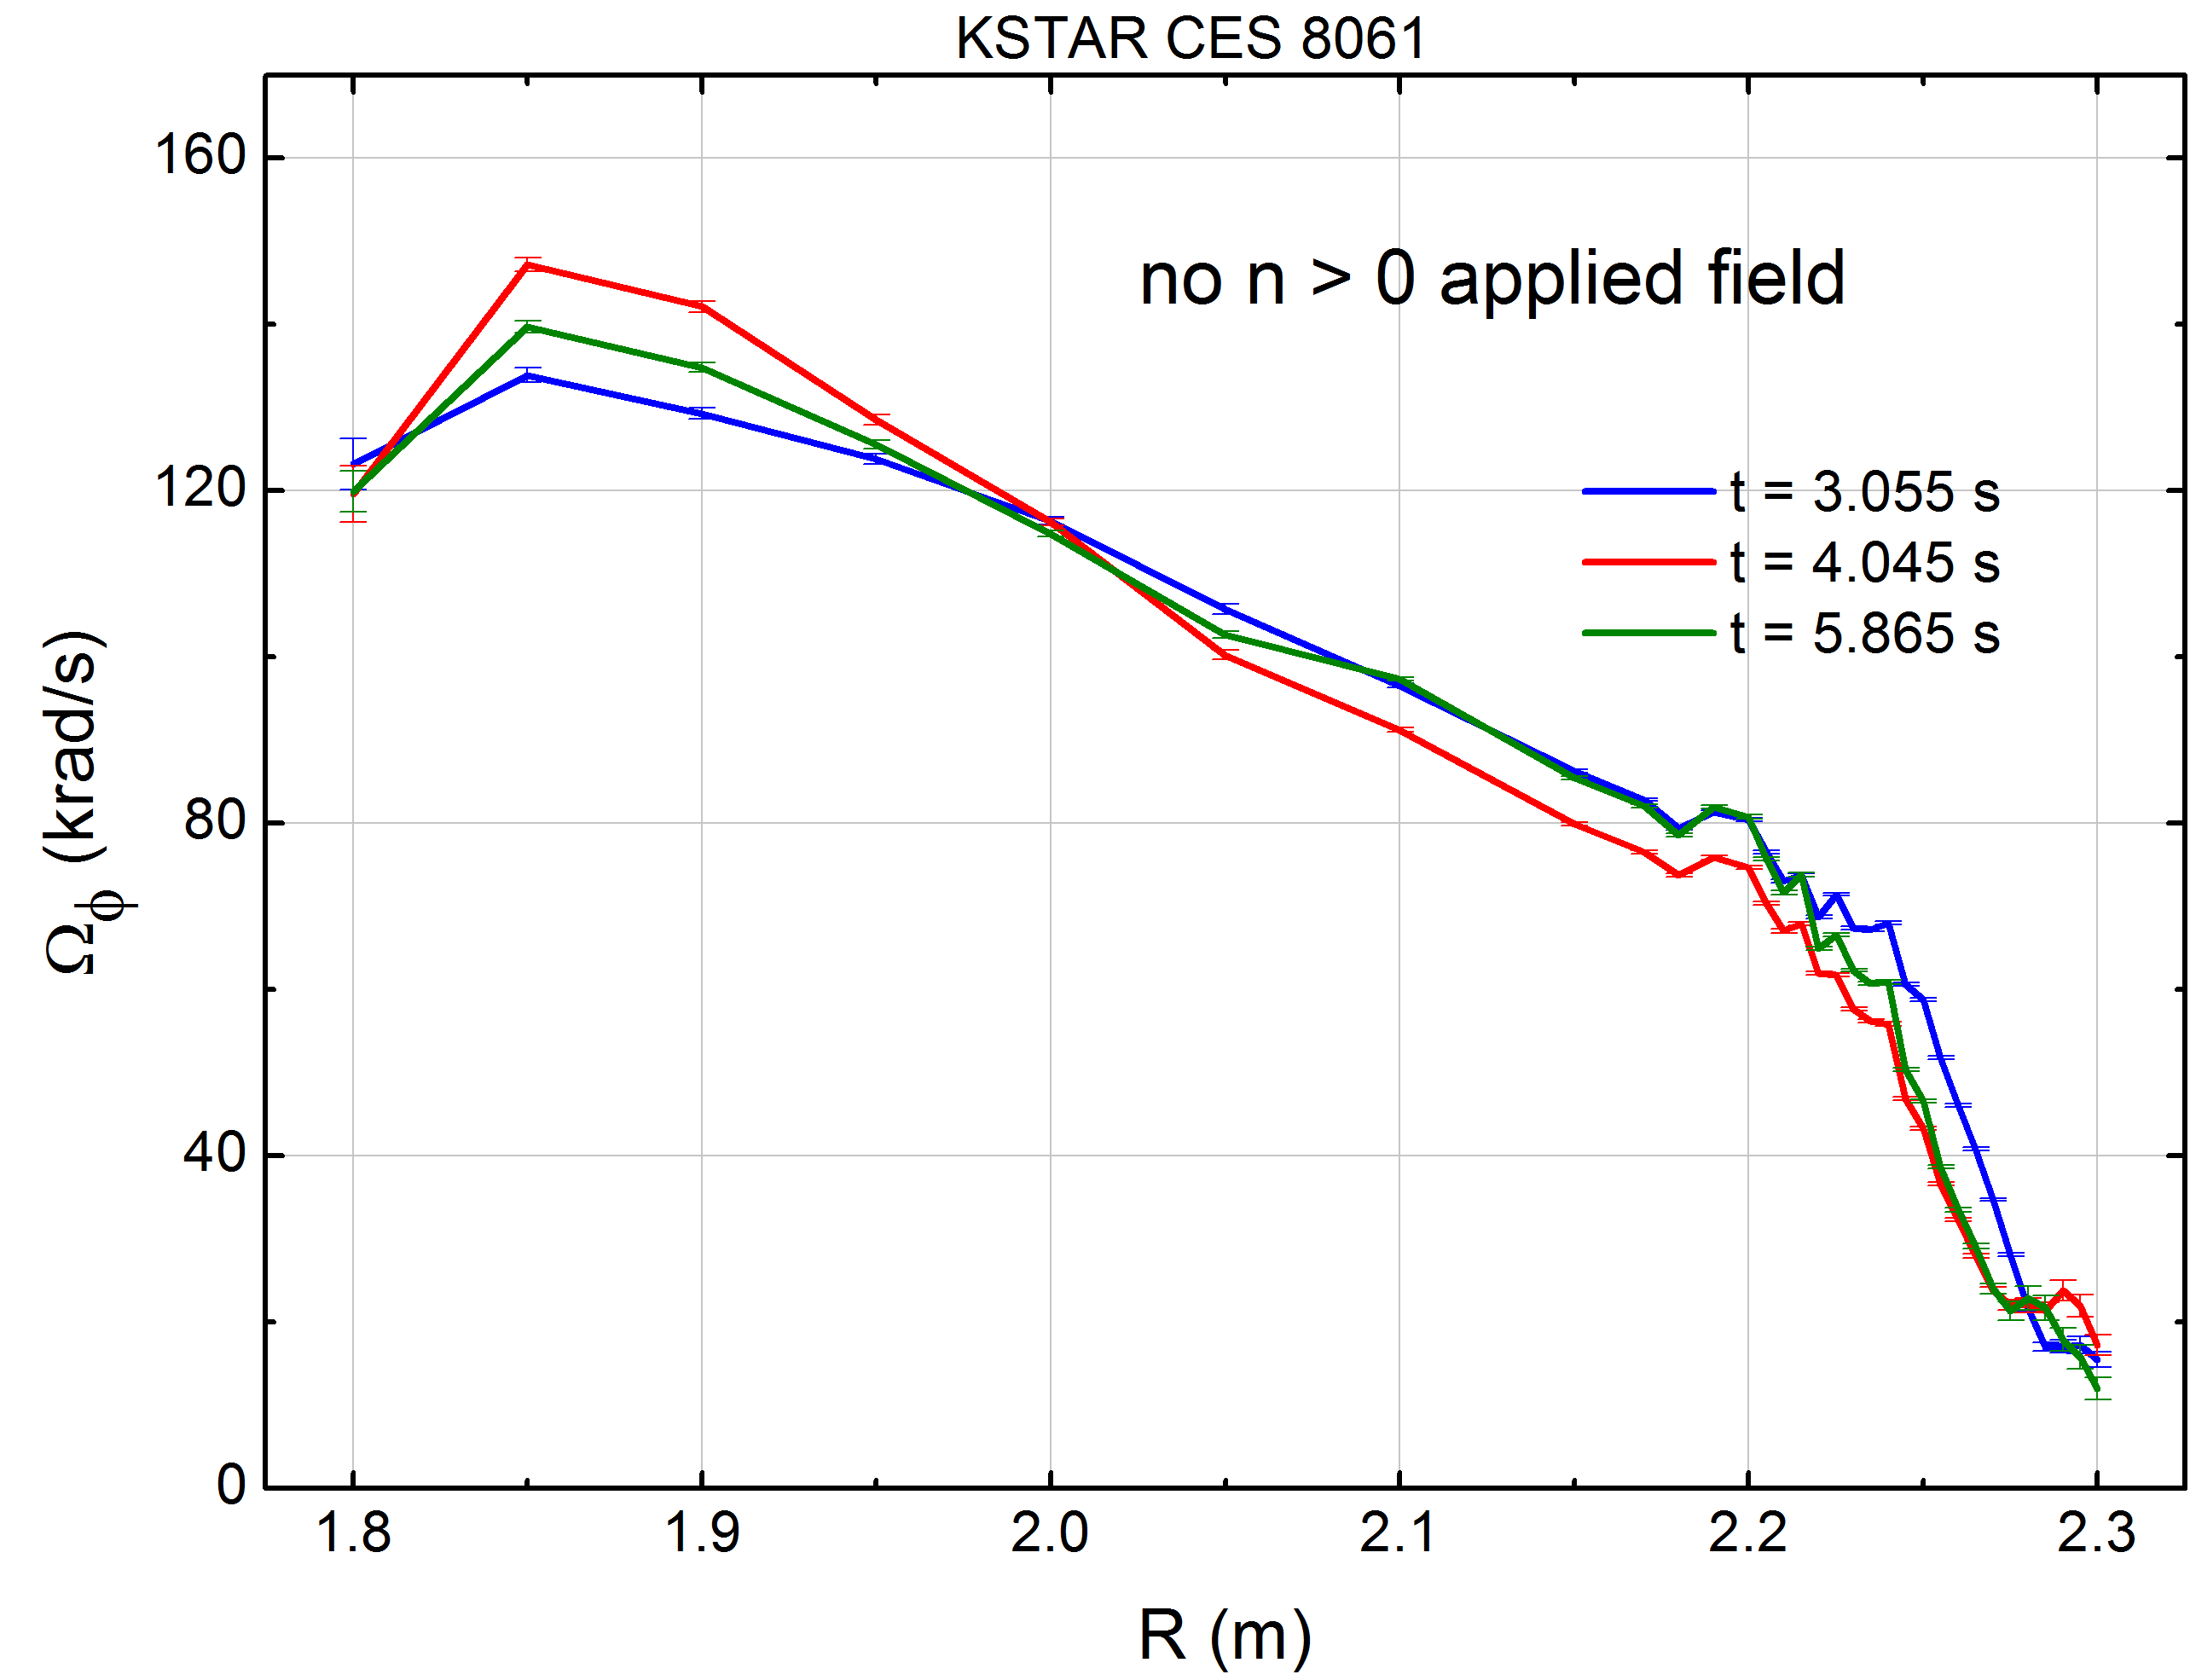 KSTAR CES 8061
160
120
80
40
0
Ωϕ (krad/s)
no n > 0 applied field
t = 3.055 s
t = 4.045 s
t = 5.865 s
1.8 1.9 2.0 2.1 2.2 2.3
R (m)